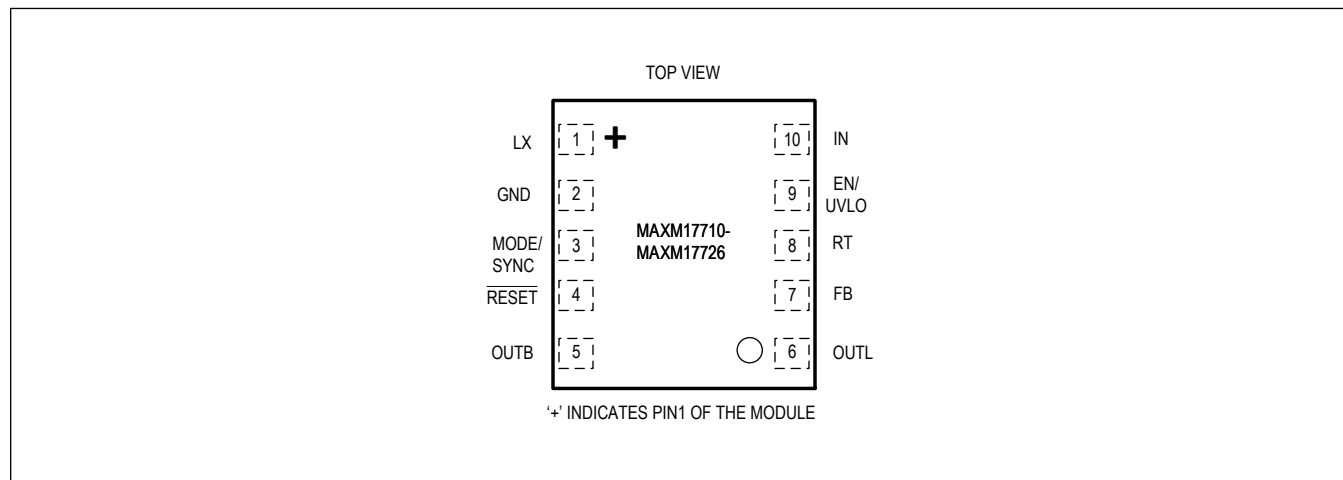 TOP VIEW
LX 1 + 10 IN
GND 2 9 EN/
UVLO
MODE/
SYNC 3 MAXM17710-
MAXM17726 8 RT
RESET 4 7 FB
OUTB 5 6 OUTL
‘+’ INDICATES PIN1 OF THE MODULE